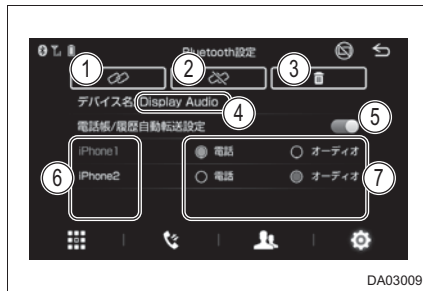 Bluetooth設定
1
2
3
デバイス名 Display Audio
4
電話帳/履歴自動転送設定
5
iPhone1 電話 オーディオ
6
7
iPhone2 電話 オーディオ
DA03009